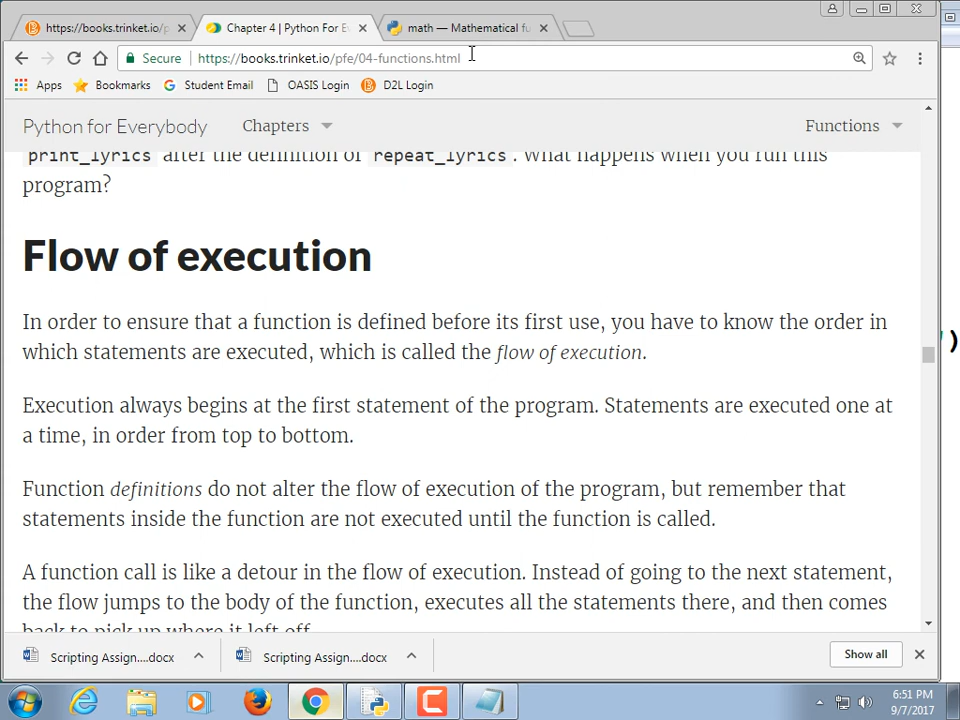 https://books.trinket.io/p
Chapter 4 | Python For Ev
math — Mathematical fu
Secure
https://books.trinket.io/pfe/04-functions.html
Apps
Bookmarks
Student Email
OASIS Login
D2L Login
Python for Everybody
Chapters
Functions
print_lyrics after the definition of repeat_lyrics . What happens when you run this
program?
Flow of execution
In order to ensure that a function is defined before its first use, you have to know the order in
which statements are executed, which is called the flow of execution.
Execution always begins at the first statement of the program. Statements are executed one at
a time, in order from top to bottom.
Function definitions do not alter the flow of execution of the program, but remember that
statements inside the function are not executed until the function is called.
A function call is like a detour in the flow of execution. Instead of going to the next statement,
the flow jumps to the body of the function, executes all the statements there, and then comes
back to pick up where it left off.
Scripting Assign....docx
Scripting Assign....docx
Show all
6:51 PM
9/7/2017
')